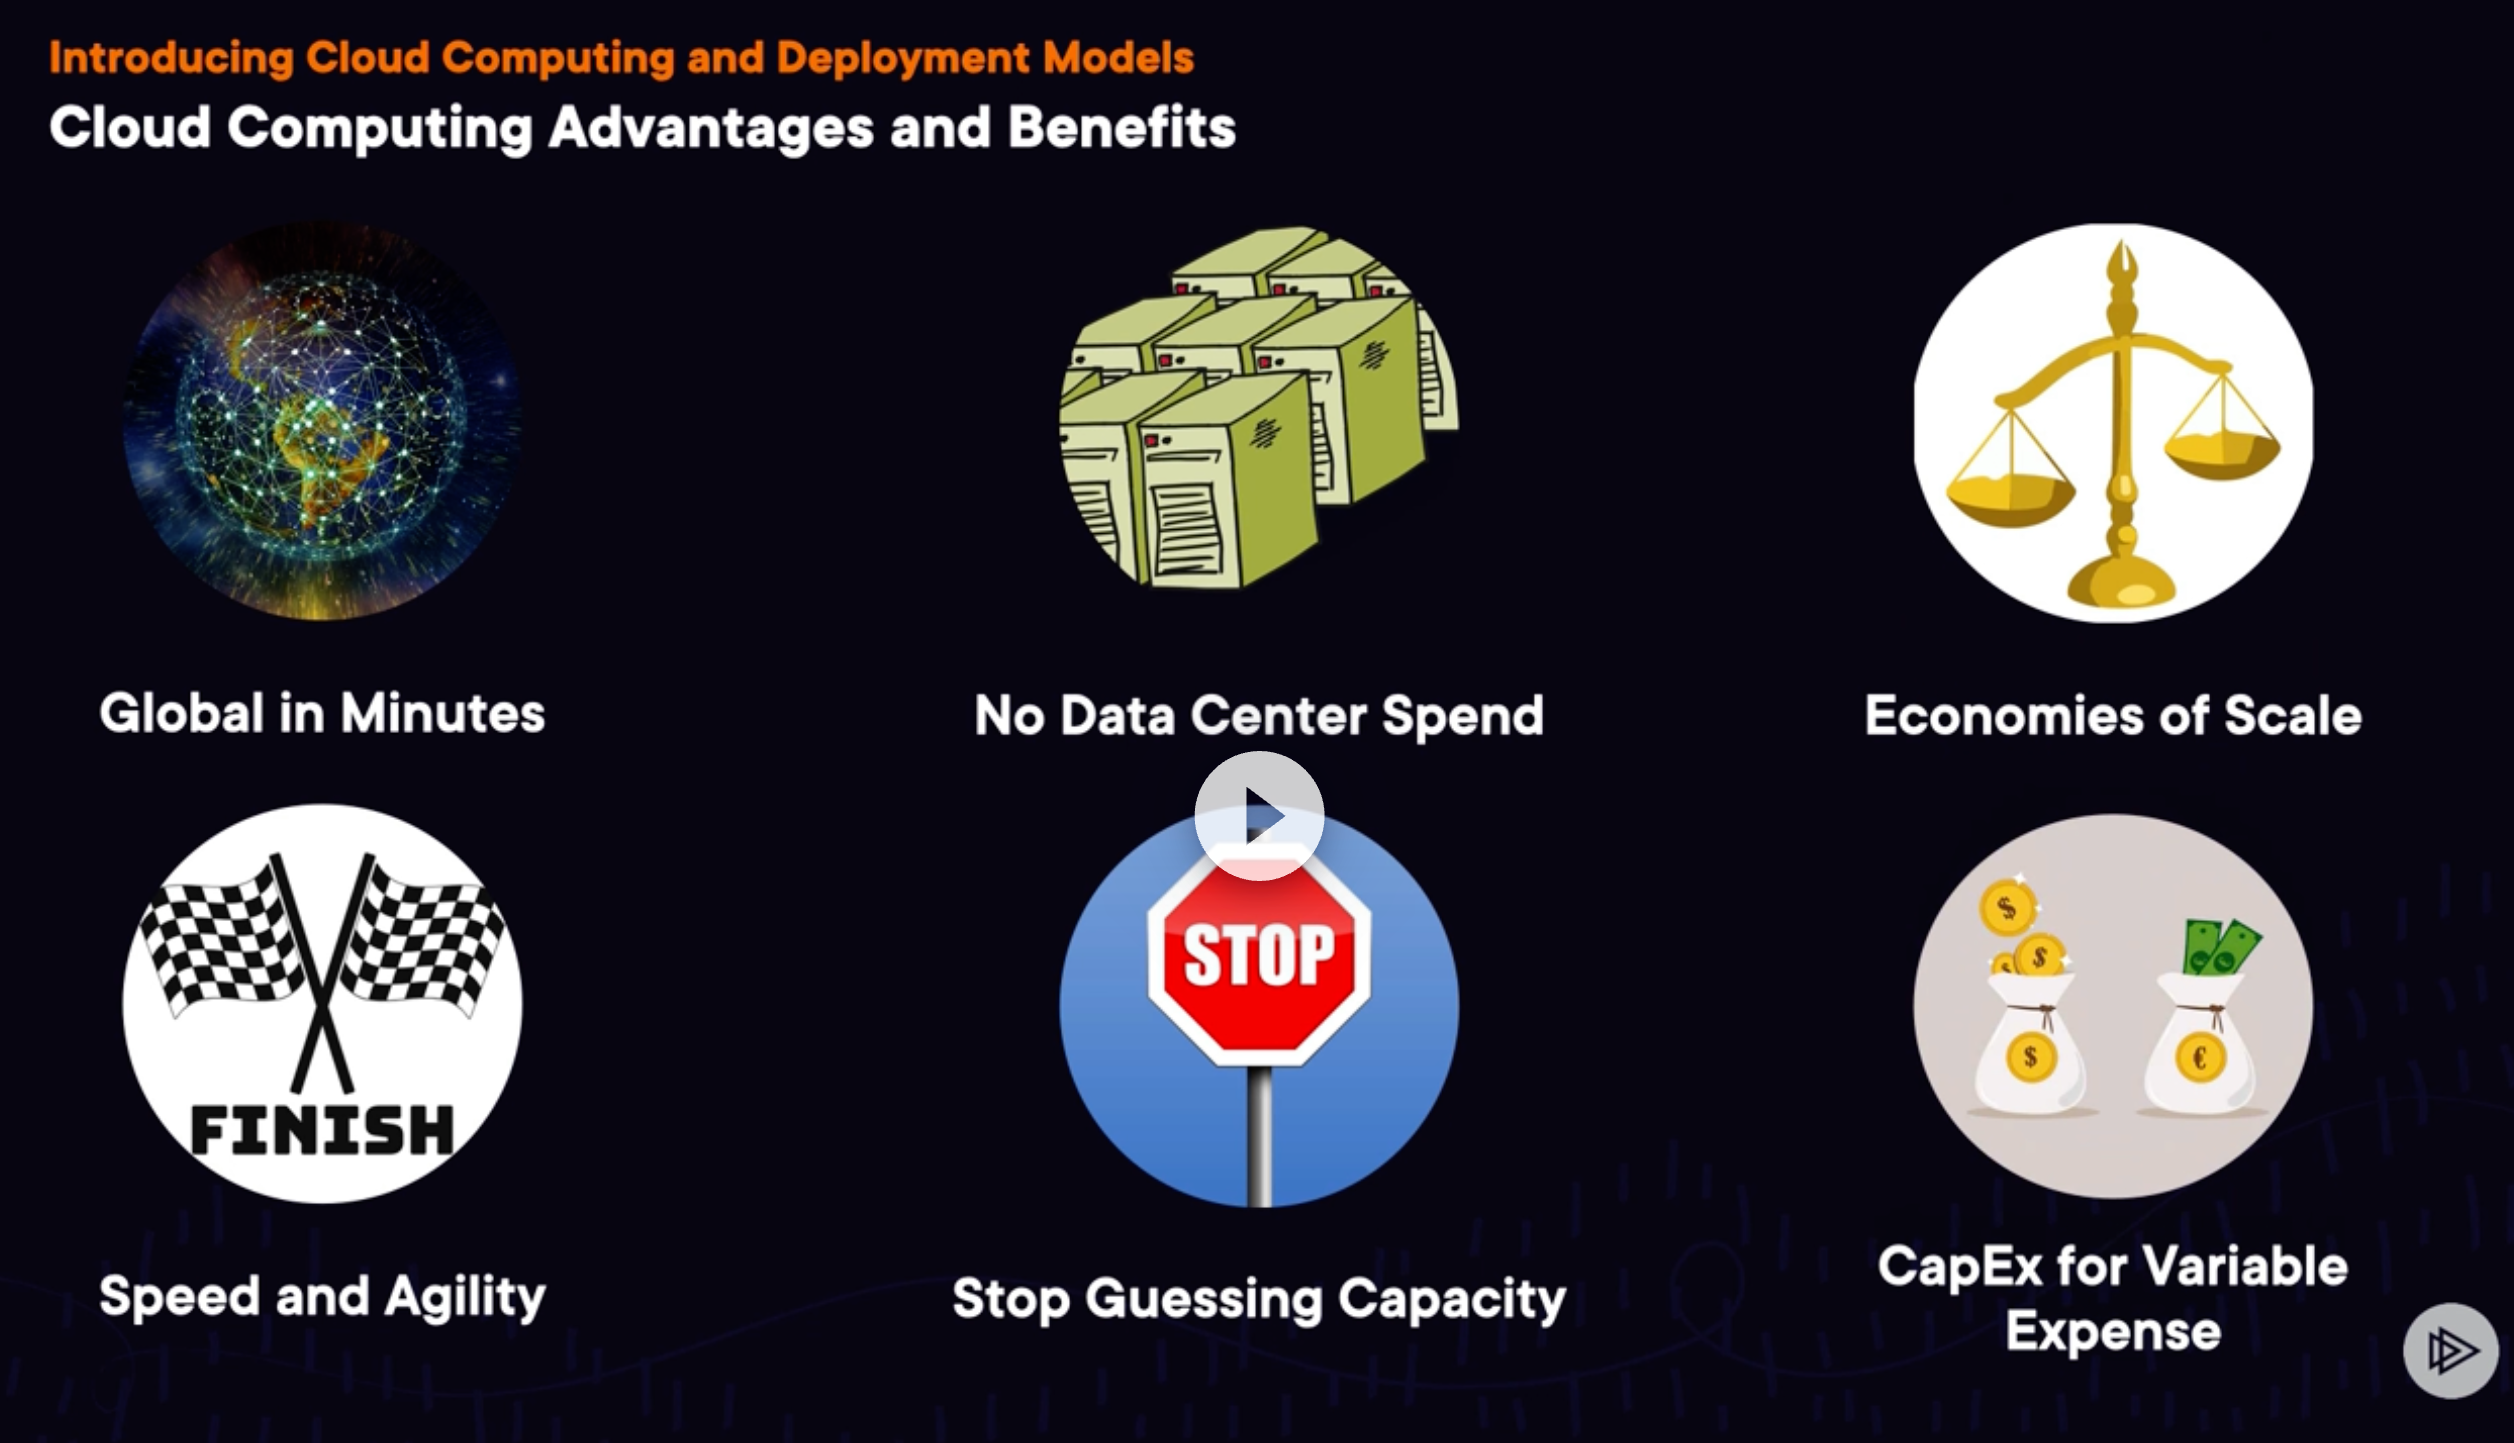 Introducing Cloud Computing and Deployment Models
Cloud Computing Advantages and Benefits
Global in Minutes
No Data Center Spend
Economies of Scale
FINISH
STOP
$
$
$
$
€
Speed and Agility
Stop Guessing Capacity
CapEx for Variable
Expense